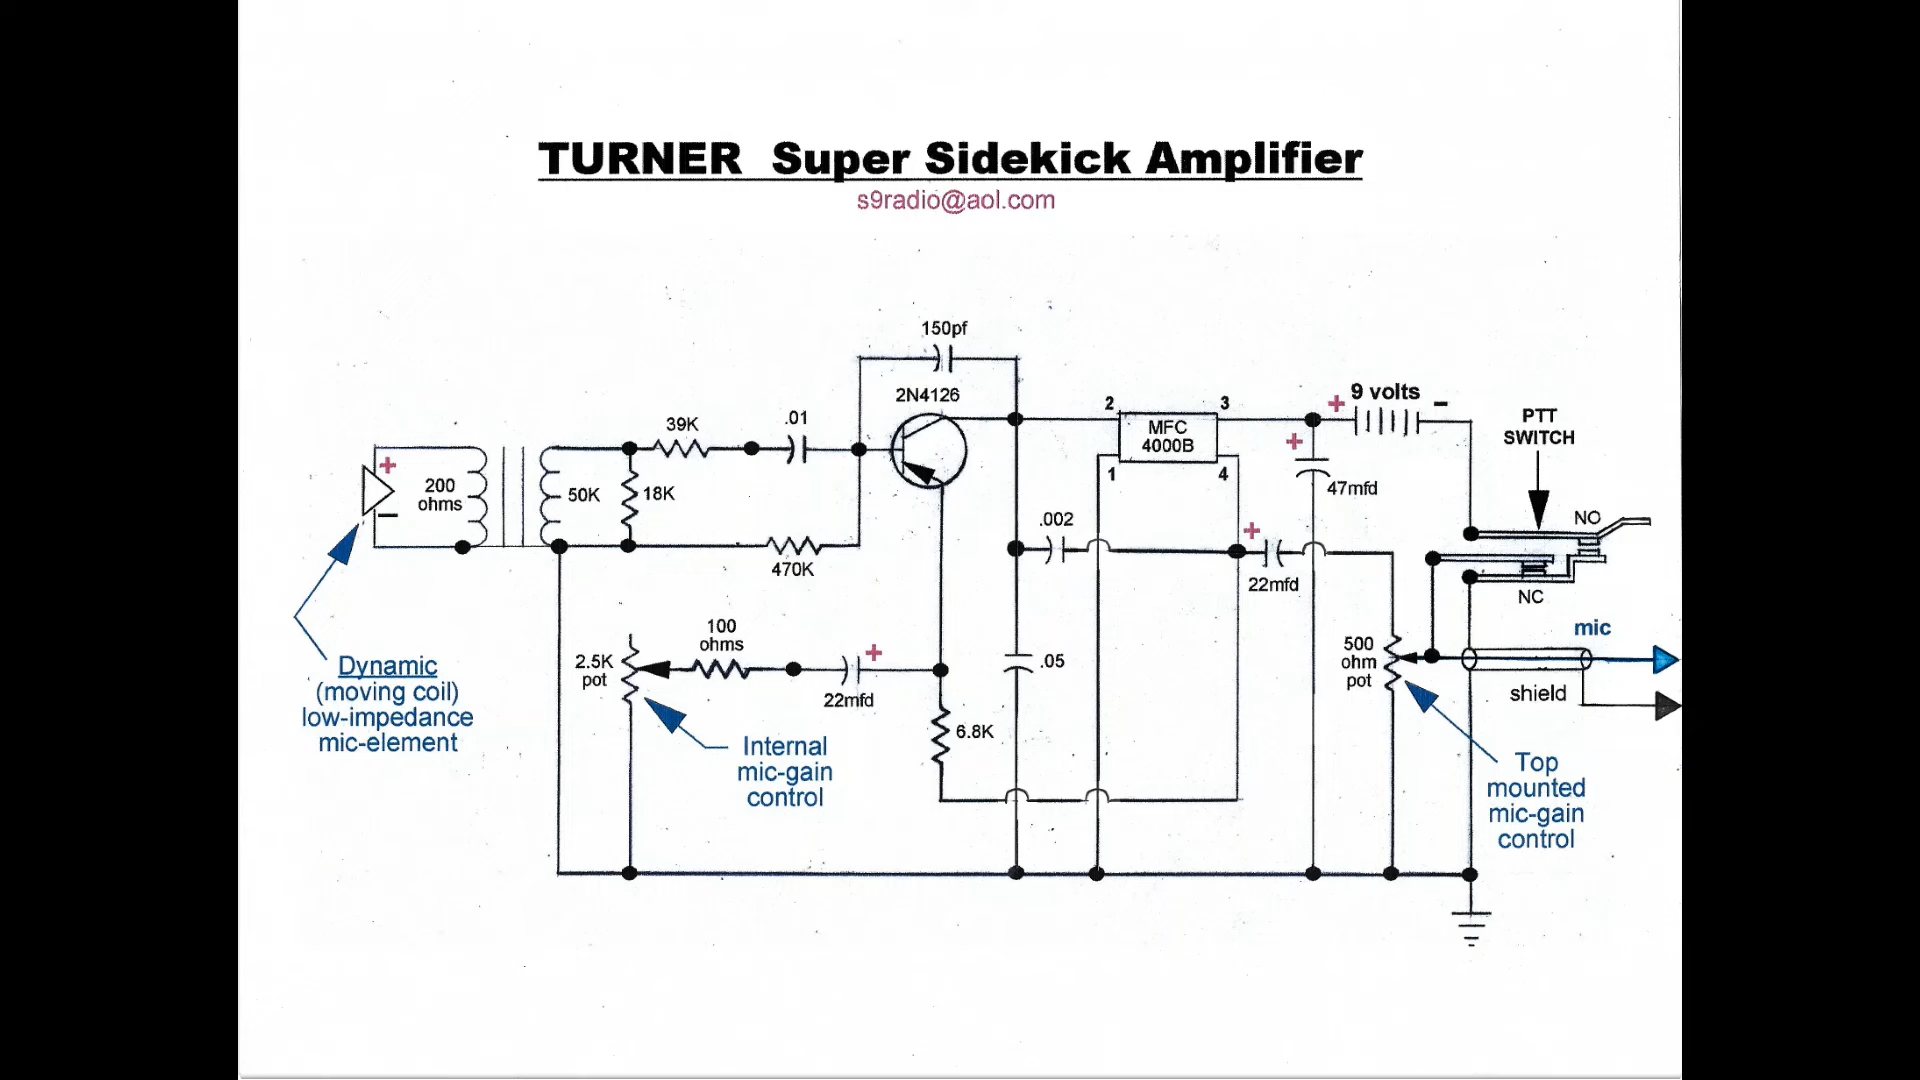 TURNER Super Sidekick Amplifier
s9radio@aol.com
150pf
2N4126
39K
.01
+
200
ohms
−
50K
18K
470K
2
3
MFC
4000B
1
4
+
9 volts
−
+
47mfd
PTT
SWITCH
NO
NC
.002
+
22mfd
Dynamic
(moving coil)
low-impedance
mic-element
2.5K
pot
100
ohms
+
22mfd
.05
6.8K
Internal
mic-gain
control
500
ohm
pot
mic
shield
Top
mounted
mic-gain
control